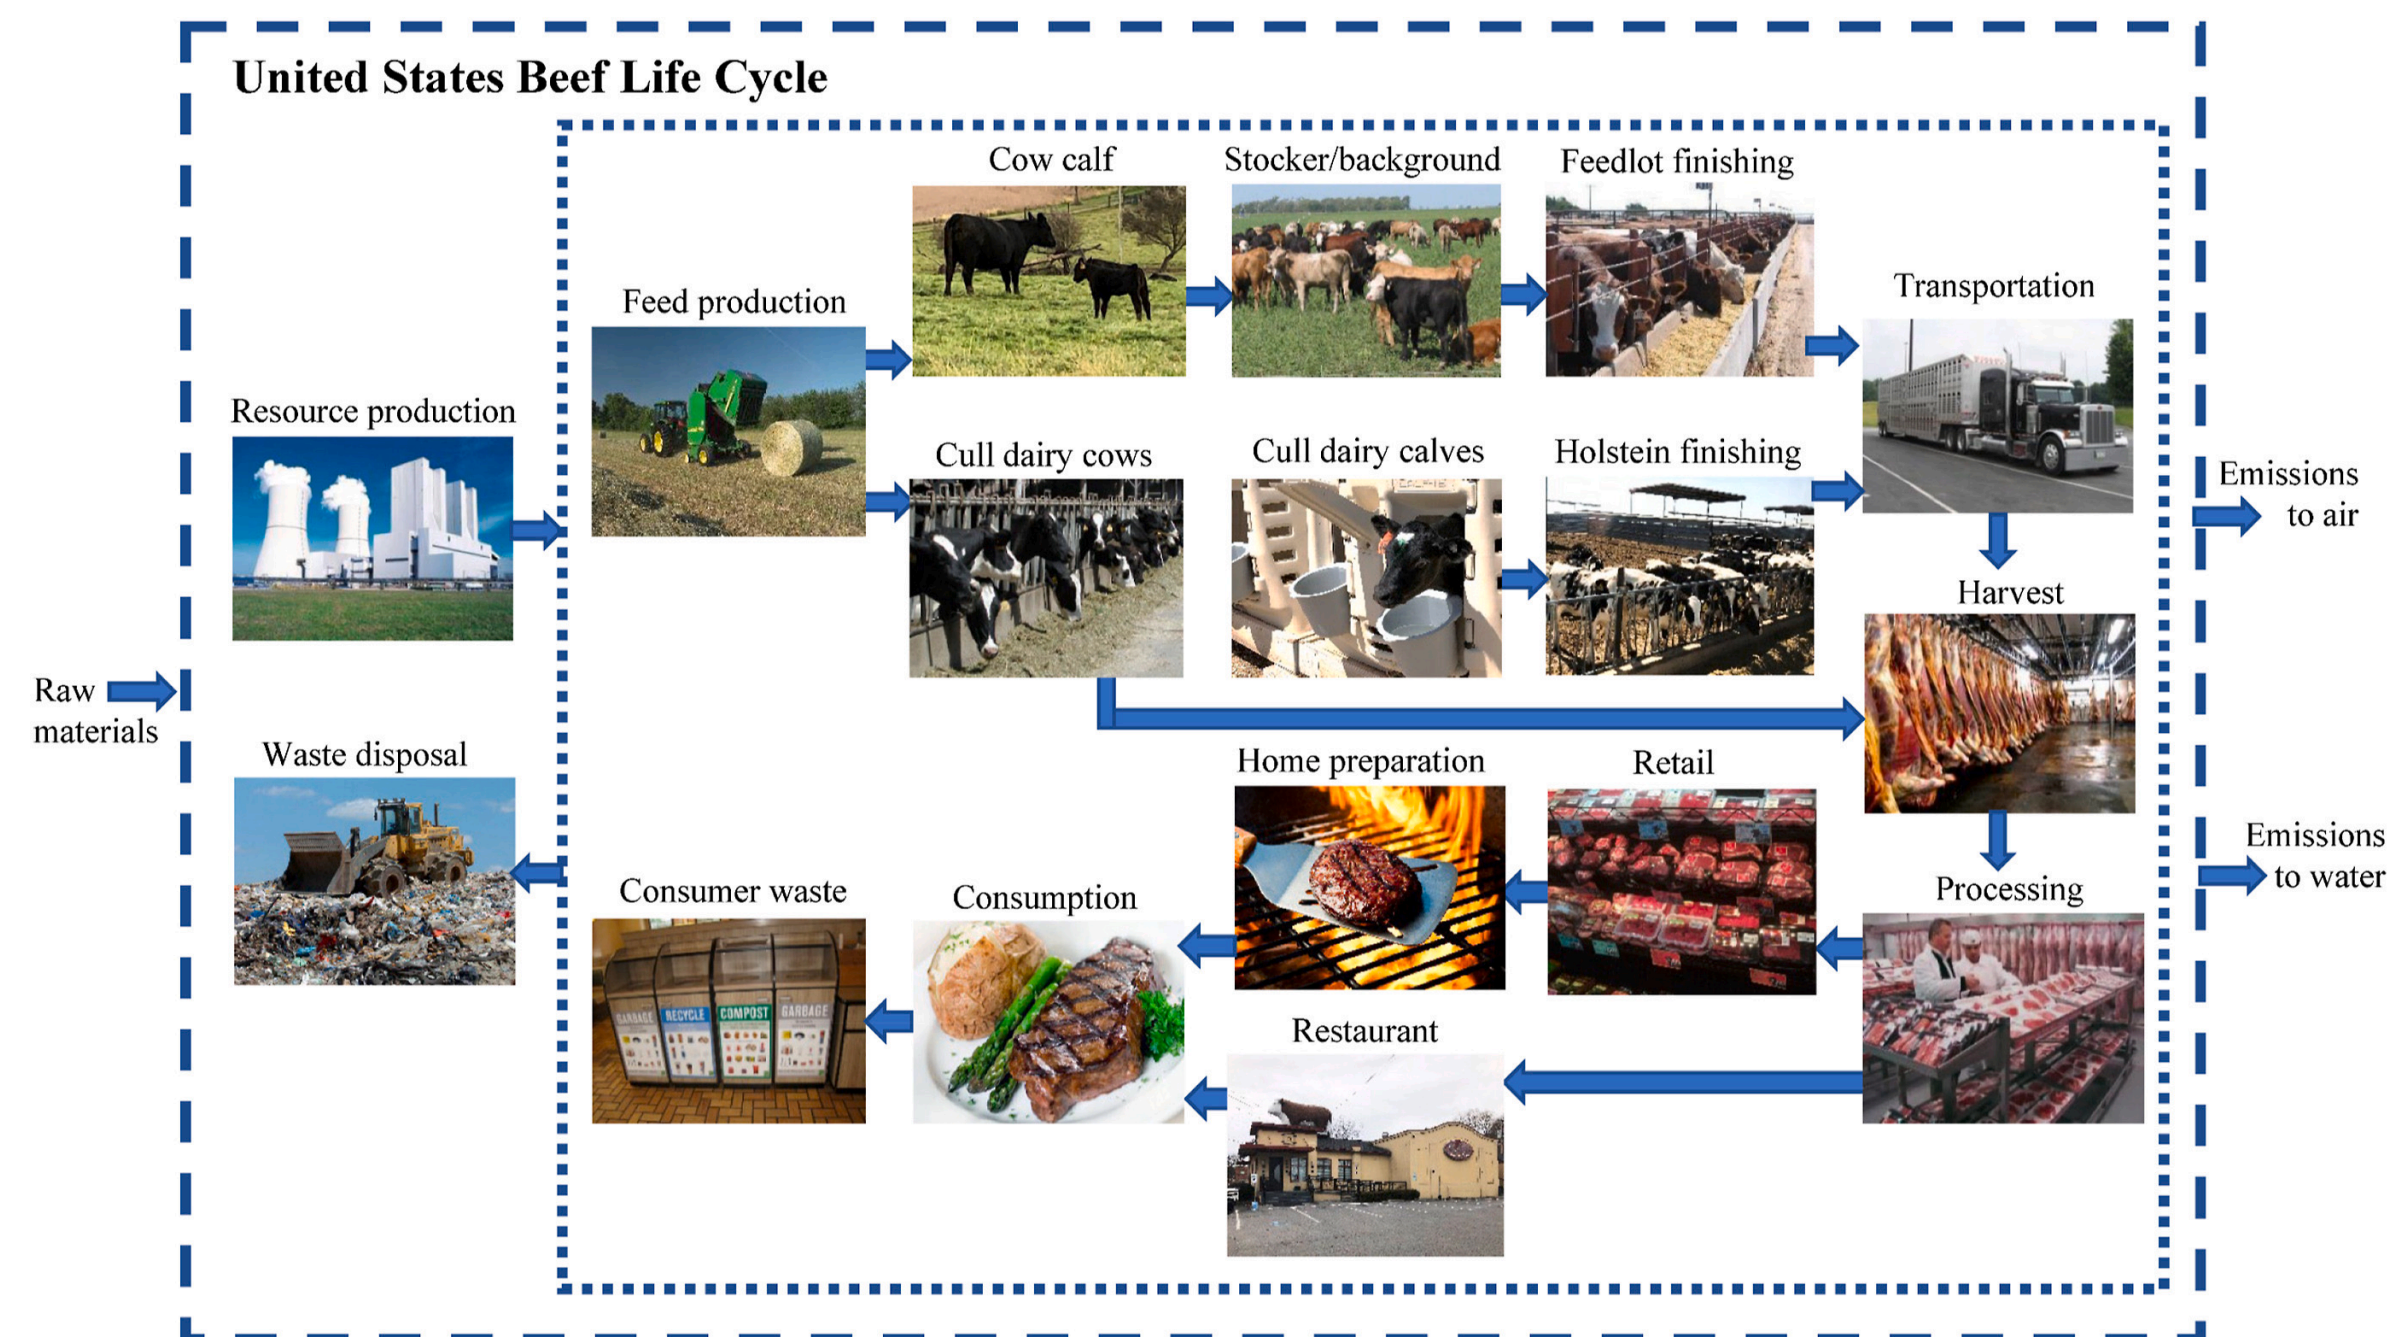 United States Beef Life Cycle
Cow calf
Stocker/background
Feedlot finishing
Feed production
Transportation
Resource production
Cull dairy cows
Cull dairy calves
Holstein finishing
Emissions
to air
Harvest
Raw
materials
Waste disposal
Home preparation
Retail
Emissions
to water
Consumer waste
Consumption
Processing
GARBAGE
RECYCLE
COMPOST
GARBAGE
Restaurant